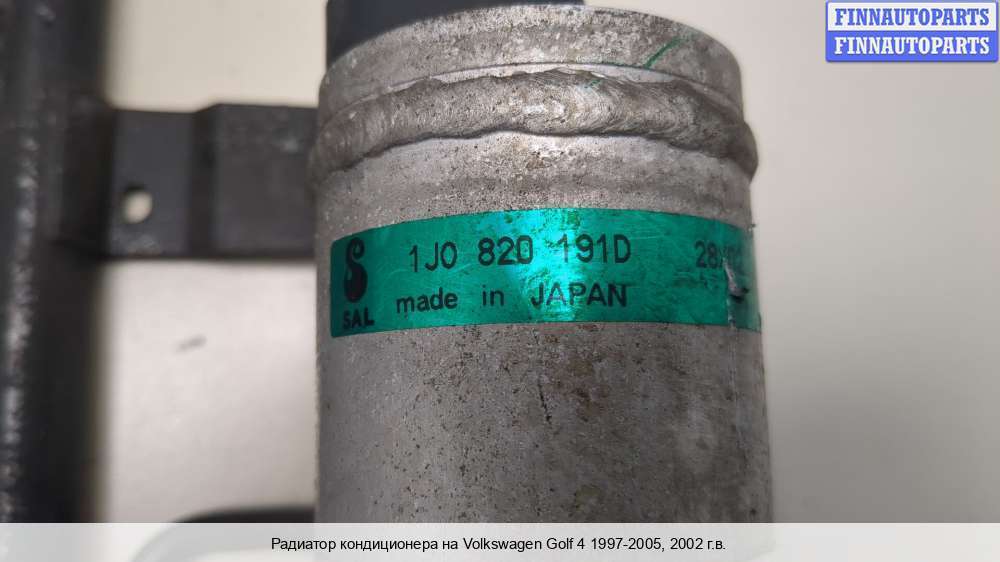 FINNAUTOPARTS
FINNAUTOPARTS
1J0 820 191D
made in JAPAN
SAL
Радиатор кондиционера на Volkswagen Golf 4 1997-2005, 2002 г.в.